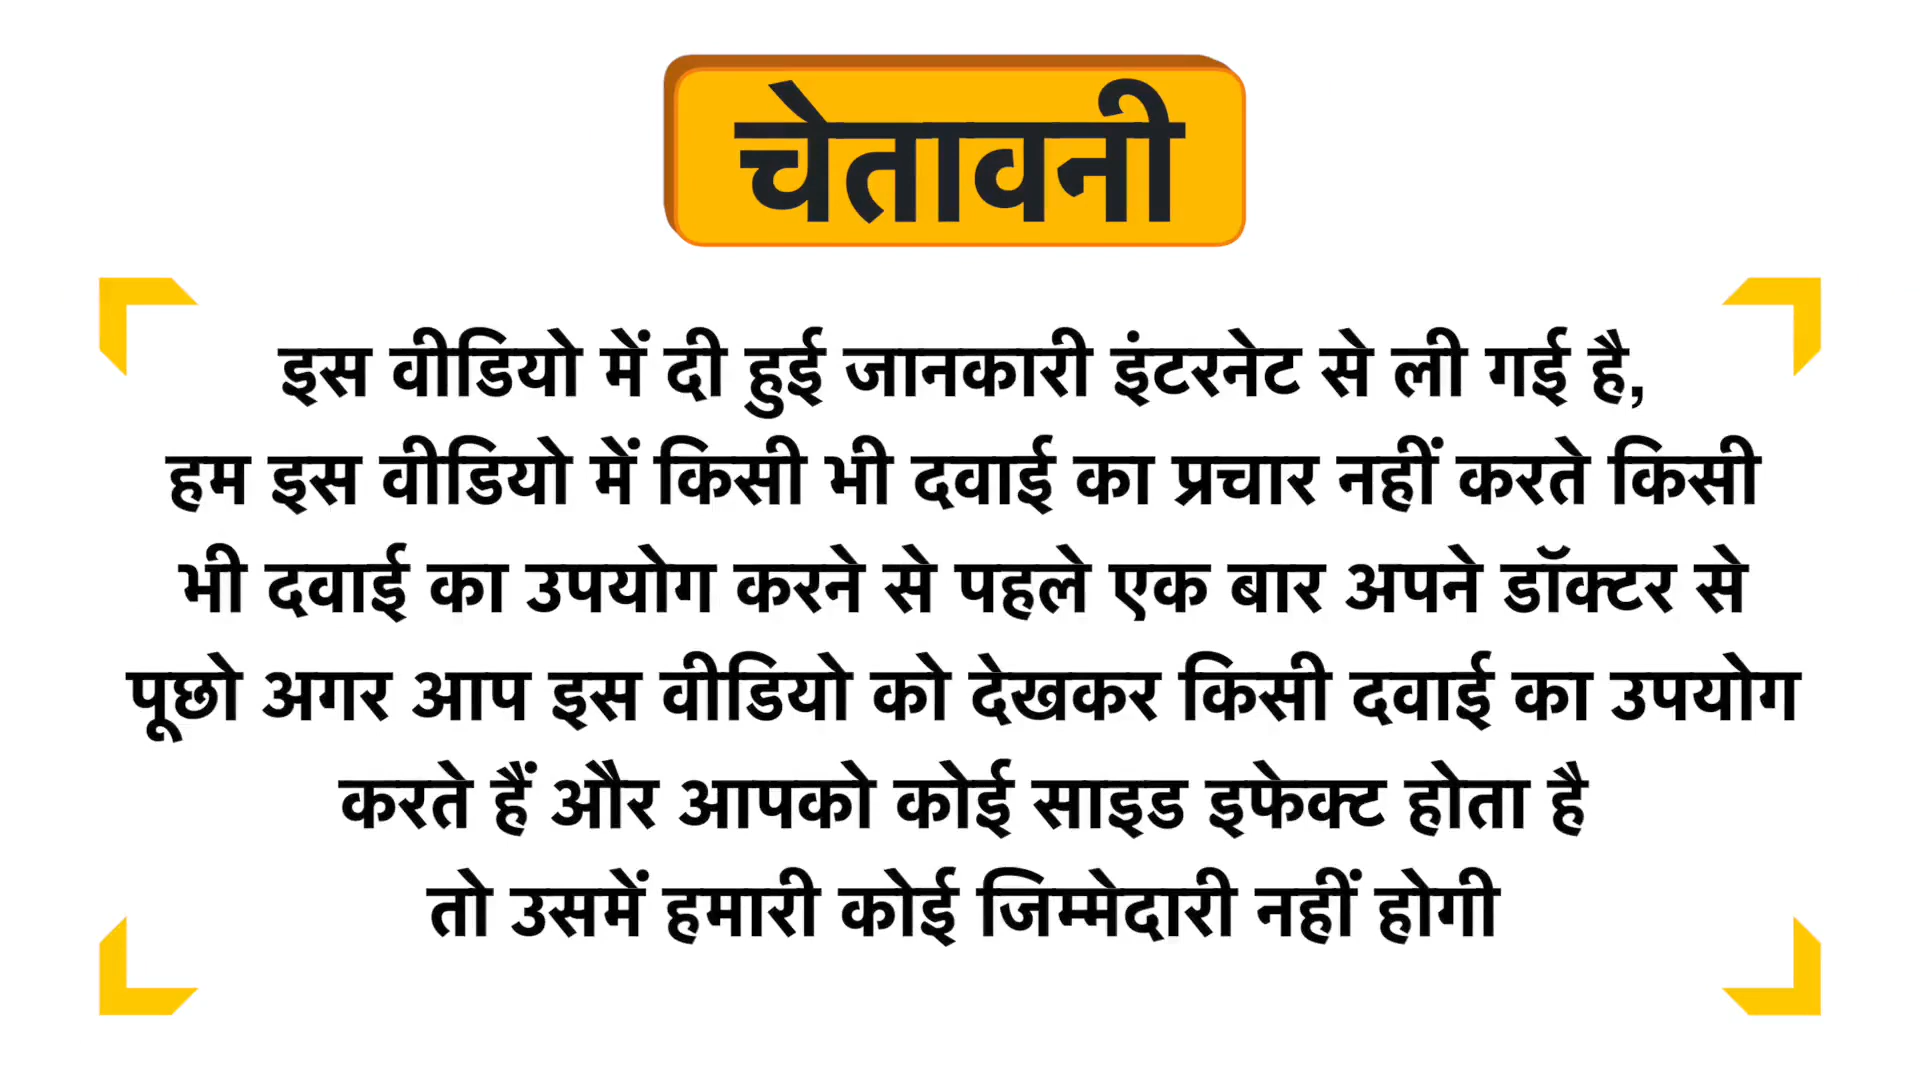 चेतावनी
इस वीडियो में दी हुई जानकारी इंटरनेट से ली गई है,
हम इस वीडियो में किसी भी दवाई का प्रचार नहीं करते किसी
भी दवाई का उपयोग करने से पहले एक बार अपने डॉक्टर से
पूछो अगर आप इस वीडियो को देखकर किसी दवाई का उपयोग
करते हैं और आपको कोई साइड इफेक्ट होता है
तो उसमें हमारी कोई जिम्मेदारी नहीं होगी